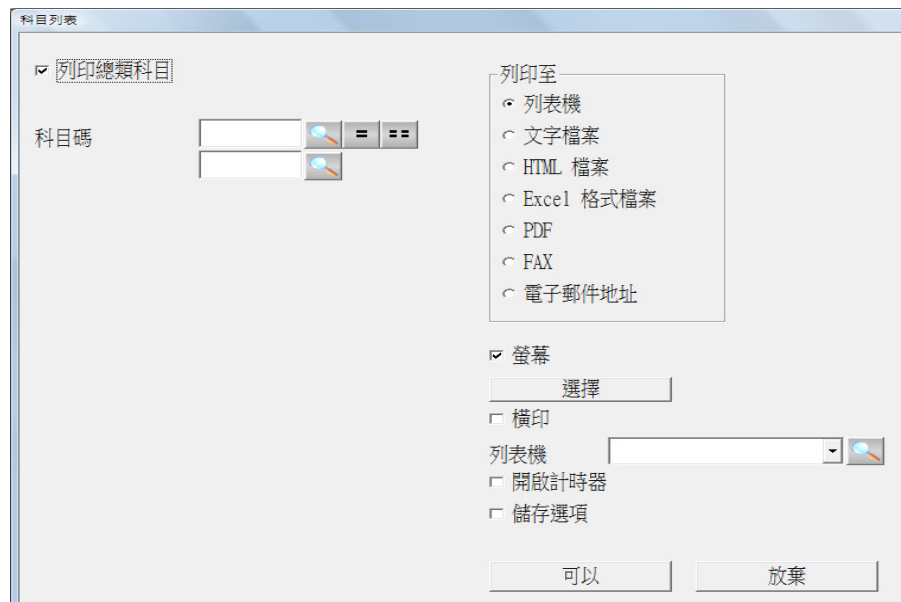 科目列表
列印總類科目
科目碼
= ==
列印至
列表機
文字檔案
HTML 檔案
Excel 格式檔案
PDF
FAX
電子郵件地址
螢幕
選擇
橫印
列表機
開啟計時器
儲存選項
可以 放棄